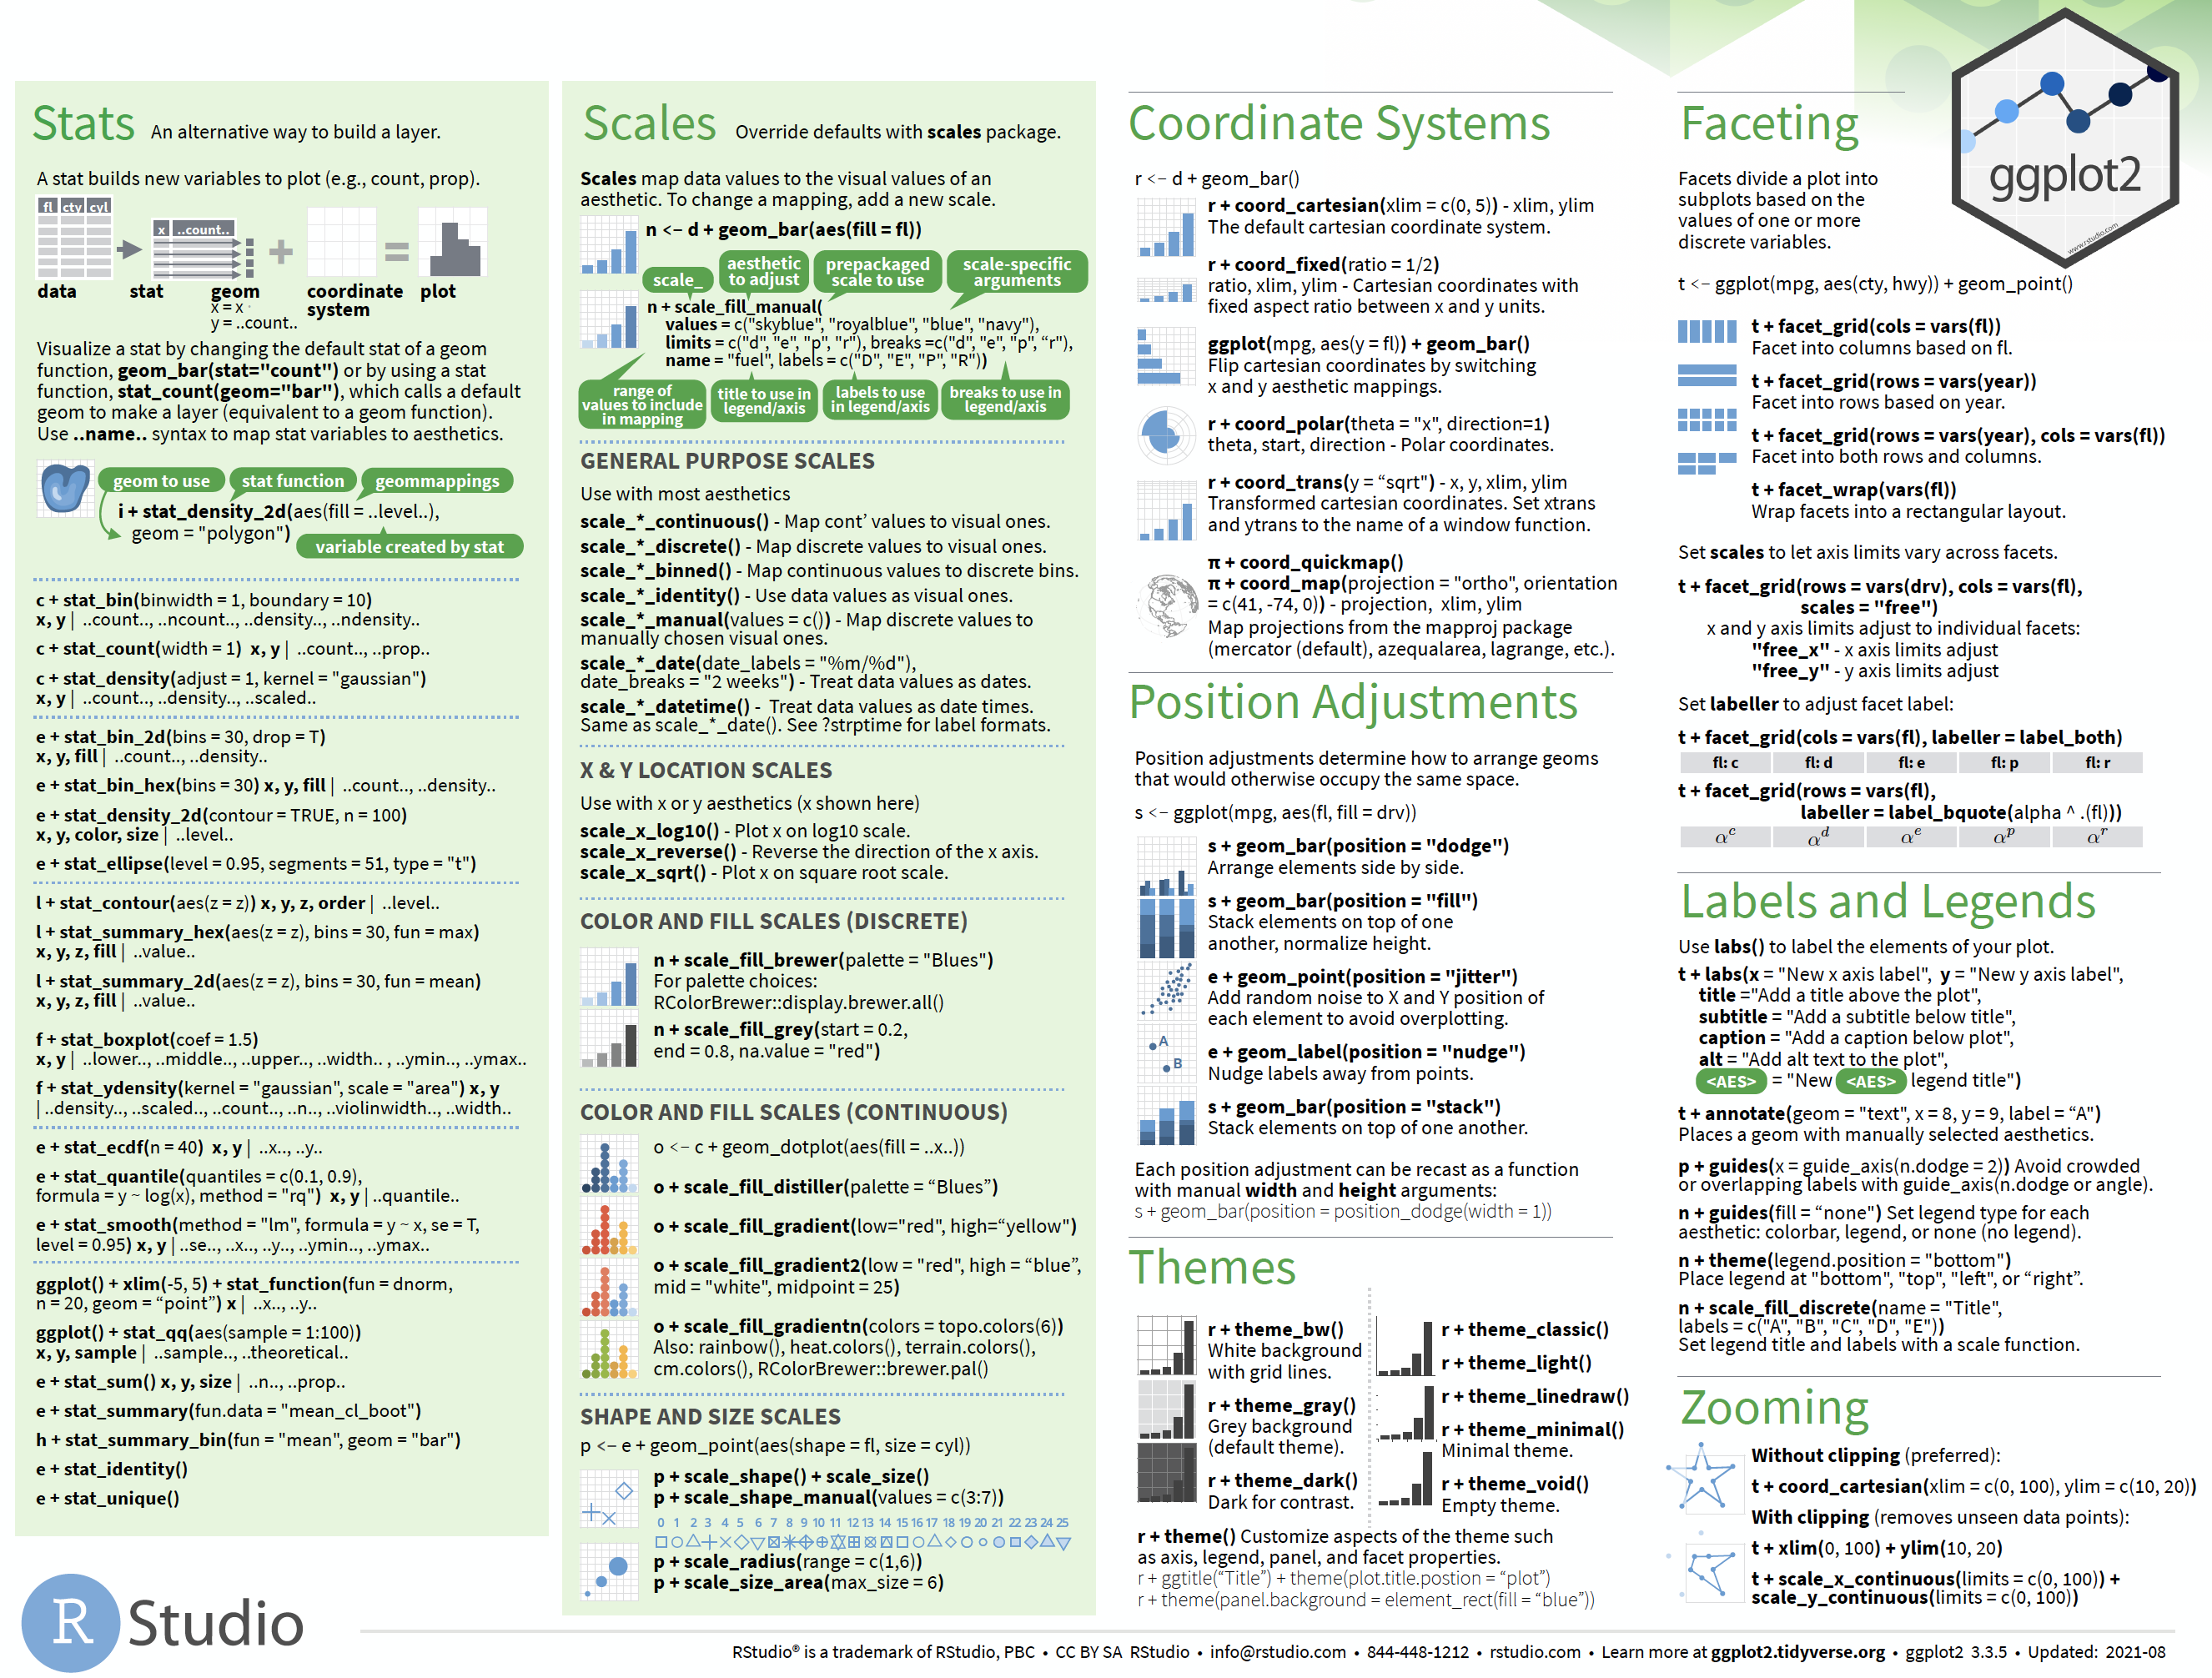 Stats An alternative way to build a layer.
A stat builds new variables to plot (e.g., count, prop).
fl cty cyl
x ..count..
data stat geom coordinate plot
x = x · system
y = ..count..
Visualize a stat by changing the default stat of a geom
function, geom_bar(stat="count") or by using a stat
function, stat_count(geom="bar"), which calls a default
geom to make a layer (equivalent to a geom function).
Use ..name.. syntax to map stat variables to aesthetics.
geom to use stat function geommappings
i + stat_density_2d(aes(fill = ..level..),
geom = "polygon")
variable created by stat
c + stat_bin(binwidth = 1, boundary = 10)
x, y | ..count.., ..ncount.., ..density.., ..ndensity..
c + stat_count(width = 1) x, y | ..count.., ..prop..
c + stat_density(adjust = 1, kernel = "gaussian")
x, y | ..count.., ..density.., ..scaled..
e + stat_bin_2d(bins = 30, drop = T)
x, y, fill | ..count.., ..density..
e + stat_bin_hex(bins = 30) x, y, fill | ..count.., ..density..
e + stat_density_2d(contour = TRUE, n = 100)
x, y, color, size | ..level..
e + stat_ellipse(level = 0.95, segments = 51, type = "t")
l + stat_contour(aes(z = z)) x, y, z, order | ..level..
l + stat_summary_hex(aes(z = z), bins = 30, fun = max)
x, y, z, fill | ..value..
l + stat_summary_2d(aes(z = z), bins = 30, fun = mean)
x, y, z, fill | ..value..
f + stat_boxplot(coef = 1.5)
x, y | ..lower.., ..middle.., ..upper.., ..width.. , ..ymin.., ..ymax..
f + stat_ydensity(kernel = "gaussian", scale = "area") x, y
| ..density.., ..scaled.., ..count.., ..n.., ..violinwidth.., ..width..
e + stat_ecdf(n = 40) x, y | ..x.., ..y..
e + stat_quantile(quantiles = c(0.1, 0.9),
formula = y ~ log(x), method = "rq") x, y | ..quantile..
e + stat_smooth(method = "lm", formula = y ~ x, se = T,
level = 0.95) x, y | ..se.., ..x.., ..y.., ..ymin.., ..ymax..
ggplot() + xlim(-5, 5) + stat_function(fun = dnorm,
n = 20, geom = “point”) x | ..x.., ..y..
ggplot() + stat_qq(aes(sample = 1:100))
x, y, sample | ..sample.., ..theoretical..
e + stat_sum() x, y, size | ..n.., ..prop..
e + stat_summary(fun.data = "mean_cl_boot")
h + stat_summary_bin(fun = "mean", geom = "bar")
e + stat_identity()
e + stat_unique()
Scales Override defaults with scales package.
Scales map data values to the visual values of an
aesthetic. To change a mapping, add a new scale.
n <- d + geom_bar(aes(fill = fl))
scale_ aesthetic to adjust prepackaged scale to use scale-specific arguments
n + scale_fill_manual(
values = c("skyblue", "royalblue", "blue", "navy"),
limits = c("d", "e", "p", "r"), breaks =c("d", "e", "p", “r"),
name = "fuel", labels = c("D", "E", "P", "R"))
range of values to include in mapping title to use in legend/axis labels to use in legend/axis breaks to use in legend/axis
GENERAL PURPOSE SCALES
Use with most aesthetics
scale_*_continuous() - Map cont’ values to visual ones.
scale_*_discrete() - Map discrete values to visual ones.
scale_*_binned() - Map continuous values to discrete bins.
scale_*_identity() - Use data values as visual ones.
scale_*_manual(values = c()) - Map discrete values to
manually chosen visual ones.
scale_*_date(date_labels = "%m/%d"),
date_breaks = "2 weeks") - Treat data values as dates.
scale_*_datetime() - Treat data values as date times.
Same as scale_*_date(). See ?strptime for label formats.
X & Y LOCATION SCALES
Use with x or y aesthetics (x shown here)
scale_x_log10() - Plot x on log10 scale.
scale_x_reverse() - Reverse the direction of the x axis.
scale_x_sqrt() - Plot x on square root scale.
COLOR AND FILL SCALES (DISCRETE)
n + scale_fill_brewer(palette = "Blues")
For palette choices:
RColorBrewer::display.brewer.all()
n + scale_fill_grey(start = 0.2,
end = 0.8, na.value = "red")
COLOR AND FILL SCALES (CONTINUOUS)
o <- c + geom_dotplot(aes(fill = ..x..))
o + scale_fill_distiller(palette = “Blues”)
o + scale_fill_gradient(low="red", high=“yellow")
o + scale_fill_gradient2(low = "red", high = “blue”,
mid = "white", midpoint = 25)
o + scale_fill_gradientn(colors = topo.colors(6))
Also: rainbow(), heat.colors(), terrain.colors(),
cm.colors(), RColorBrewer::brewer.pal()
SHAPE AND SIZE SCALES
p <- e + geom_point(aes(shape = fl, size = cyl))
p + scale_shape() + scale_size()
p + scale_shape_manual(values = c(3:7))
0 1 2 3 4 5 6 7 8 9 10 11 12 13 14 15 16 17 18 19 20 21 22 23 24 25
p + scale_radius(range = c(1,6))
p + scale_size_area(max_size = 6)
Coordinate Systems
r <- d + geom_bar()
r + coord_cartesian(xlim = c(0, 5)) - xlim, ylim
The default cartesian coordinate system.
r + coord_fixed(ratio = 1/2)
ratio, xlim, ylim - Cartesian coordinates with
fixed aspect ratio between x and y units.
ggplot(mpg, aes(y = fl)) + geom_bar()
Flip cartesian coordinates by switching
x and y aesthetic mappings.
r + coord_polar(theta = "x", direction=1)
theta, start, direction - Polar coordinates.
r + coord_trans(y = “sqrt") - x, y, xlim, ylim
Transformed cartesian coordinates. Set xtrans
and ytrans to the name of a window function.
π + coord_quickmap()
π + coord_map(projection = "ortho", orientation
= c(41, -74, 0)) - projection, xlim, ylim
Map projections from the mapproj package
(mercator (default), azequalarea, lagrange, etc.).
Position Adjustments
Position adjustments determine how to arrange geoms
that would otherwise occupy the same space.
s <- ggplot(mpg, aes(fl, fill = drv))
s + geom_bar(position = "dodge")
Arrange elements side by side.
s + geom_bar(position = "fill")
Stack elements on top of one
another, normalize height.
e + geom_point(position = "jitter")
Add random noise to X and Y position of
each element to avoid overplotting.
A
B
e + geom_label(position = "nudge")
Nudge labels away from points.
s + geom_bar(position = "stack")
Stack elements on top of one another.
Each position adjustment can be recast as a function
with manual width and height arguments:
s + geom_bar(position = position_dodge(width = 1))
Themes
r + theme_bw()
White background
with grid lines.
r + theme_gray()
Grey background
(default theme).
r + theme_dark()
Dark for contrast.
r + theme_classic()
r + theme_light()
r + theme_linedraw()
r + theme_minimal()
Minimal theme.
r + theme_void()
Empty theme.
r + theme() Customize aspects of the theme such
as axis, legend, panel, and facet properties.
r + ggtitle(“Title”) + theme(plot.title.postion = “plot”)
r + theme(panel.background = element_rect(fill = “blue”))
Faceting
Facets divide a plot into
subplots based on the
values of one or more
discrete variables.
ggplot2
www.rstudio.com
t <- ggplot(mpg, aes(cty, hwy)) + geom_point()
t + facet_grid(cols = vars(fl))
Facet into columns based on fl.
t + facet_grid(rows = vars(year))
Facet into rows based on year.
t + facet_grid(rows = vars(year), cols = vars(fl))
Facet into both rows and columns.
t + facet_wrap(vars(fl))
Wrap facets into a rectangular layout.
Set scales to let axis limits vary across facets.
t + facet_grid(rows = vars(drv), cols = vars(fl),
scales = "free")
x and y axis limits adjust to individual facets:
"free_x" - x axis limits adjust
"free_y" - y axis limits adjust
Set labeller to adjust facet label:
t + facet_grid(cols = vars(fl), labeller = label_both)
fl: c fl: d fl: e fl: p fl: r
t + facet_grid(rows = vars(fl),
labeller = label_bquote(alpha ^ .(fl)))
α^c α^d α^e α^p α^r
Labels and Legends
Use labs() to label the elements of your plot.
t + labs(x = "New x axis label", y = "New y axis label",
title ="Add a title above the plot",
subtitle = "Add a subtitle below title",
caption = "Add a caption below plot",
alt = "Add alt text to the plot",
<AES> = "New <AES> legend title")
t + annotate(geom = "text", x = 8, y = 9, label = “A")
Places a geom with manually selected aesthetics.
p + guides(x = guide_axis(n.dodge = 2)) Avoid crowded
or overlapping labels with guide_axis(n.dodge or angle).
n + guides(fill = “none") Set legend type for each
aesthetic: colorbar, legend, or none (no legend).
n + theme(legend.position = "bottom")
Place legend at "bottom", "top", "left", or “right”.
n + scale_fill_discrete(name = "Title",
labels = c("A", "B", "C", "D", "E"))
Set legend title and labels with a scale function.
Zooming
Without clipping (preferred):
t + coord_cartesian(xlim = c(0, 100), ylim = c(10, 20))
With clipping (removes unseen data points):
t + xlim(0, 100) + ylim(10, 20)
t + scale_x_continuous(limits = c(0, 100)) +
scale_y_continuous(limits = c(0, 100))
R Studio
RStudio® is a trademark of RStudio, PBC • CC BY SA RStudio • info@rstudio.com • 844-448-1212 • rstudio.com • Learn more at ggplot2.tidyverse.org • ggplot2 3.3.5 • Updated: 2021-08